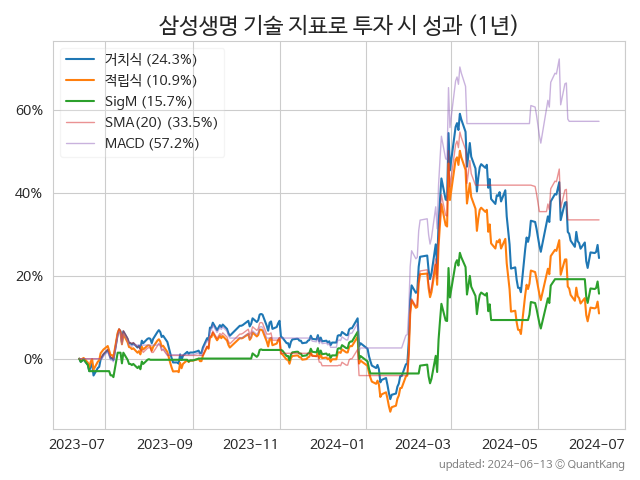 삼성생명 기술 지표로 투자 시 성과 (1년)
거치식 (24.3%)
적립식 (10.9%)
SigM (15.7%)
SMA(20) (33.5%)
MACD (57.2%)
60%
40%
20%
0%
2023-07 2023-09 2023-11 2024-01 2024-03 2024-05 2024-07
updated: 2024-06-13 © QuantKang